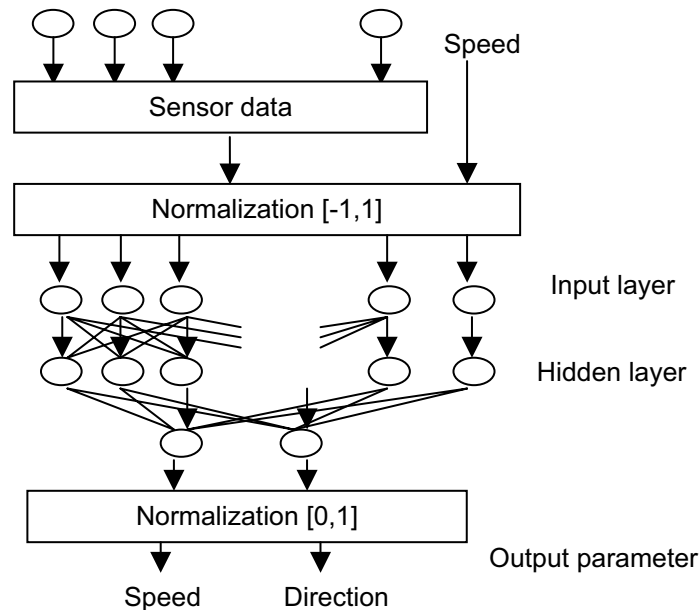 Speed
Sensor data
Normalization [-1,1]
Input layer
Hidden layer
Normalization [0,1]
Output parameter
Speed
Direction